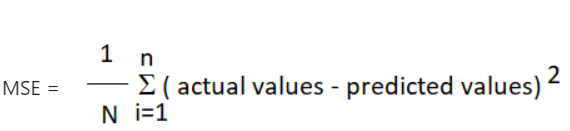 MSE = 1/N n Σ i=1 ( actual values - predicted values) 2